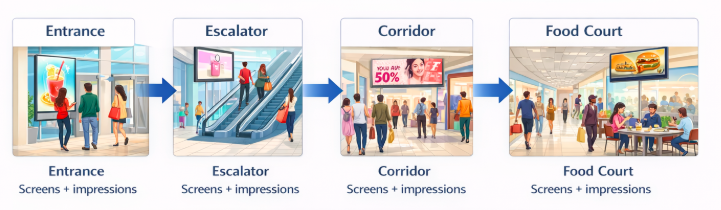 Entrance
Escalator
Corridor
Food Court
50%
Entrance
Escalator
Corridor
Food Court
Screens + impressions
Screens + impressions
Screens + impressions
Screens + impressions